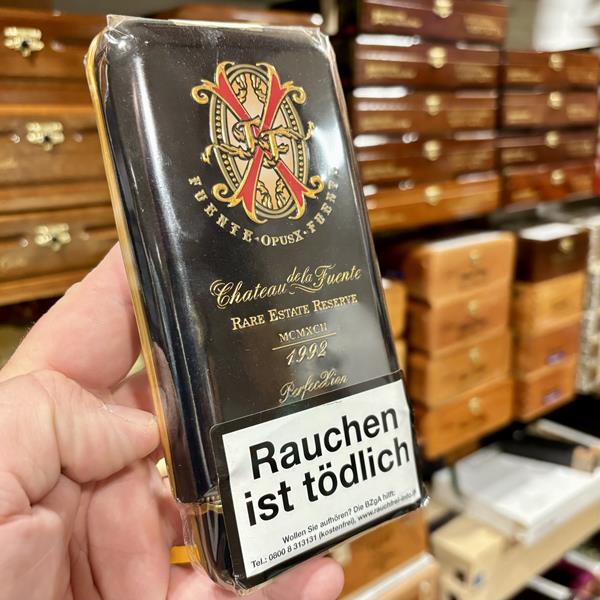 FUENTE · OPUSX · FUENTE
Chateau de la Fuente
RARE ESTATE RESERVE
MCMXCII
1992
PerfecXion
Rauchen
ist tödlich
Wollen Sie aufhören? Die BZgA hilft:
Tel.: 0800 8 313131 (kostenfrei), www.rauchfrei-info.de